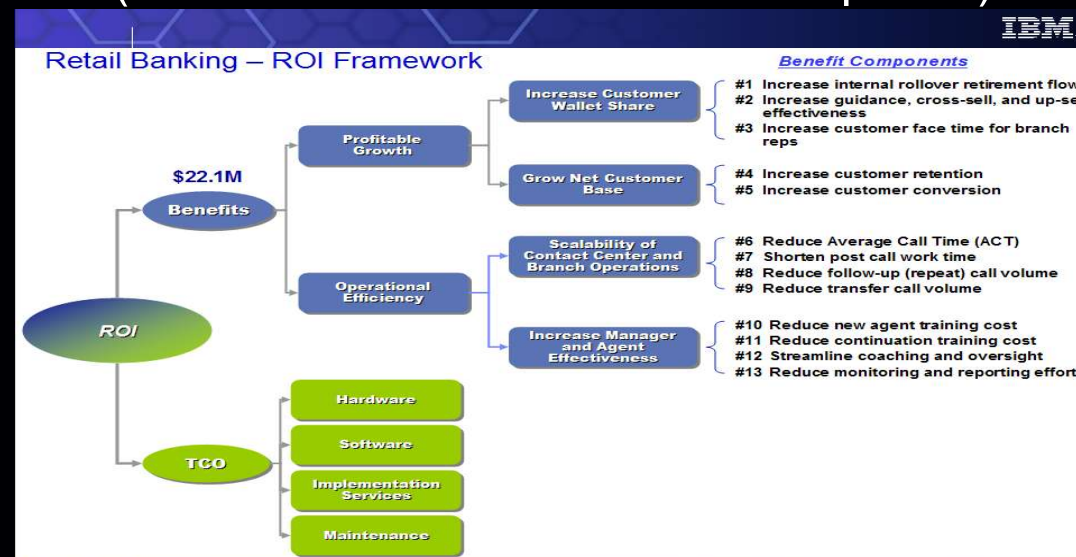 IBM
Retail Banking – ROI Framework
Benefit Components
#1 Increase internal rollover retirement flow
#2 Increase guidance, cross-sell, and up-se
effectiveness
#3 Increase customer face time for branch
reps
#4 Increase customer retention
#5 Increase customer conversion
#6 Reduce Average Call Time (ACT)
#7 Shorten post call work time
#8 Reduce follow-up (repeat) call volume
#9 Reduce transfer call volume
#10 Reduce new agent training cost
#11 Reduce continuation training cost
#12 Streamline coaching and oversight
#13 Reduce monitoring and reporting effort
Increase Customer
Wallet Share
Grow Net Customer
Base
Scalability of
Contact Center and
Branch Operations
Increase Manager
and Agent
Effectiveness
Profitable
Growth
Operational
Efficiency
$22.1M
Benefits
ROI
TCO
Hardware
Software
Implementation
Services
Maintenance